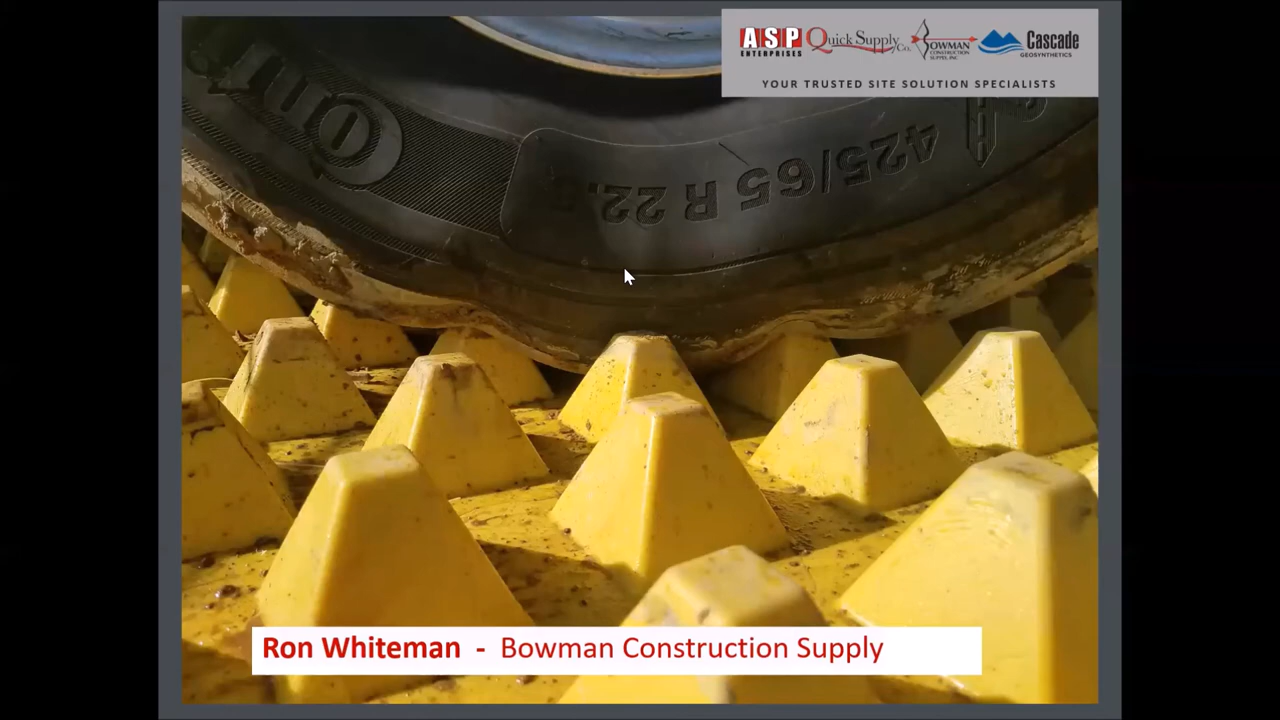 ASP
ENTERPRISES
Quick Supply Co.
BOWMAN
CONSTRUCTION
SUPPLY, INC
Cascade
GEOSYNTHETICS
YOUR TRUSTED SITE SOLUTION SPECIALISTS
425/65 R 22.5
Ron Whiteman - Bowman Construction Supply